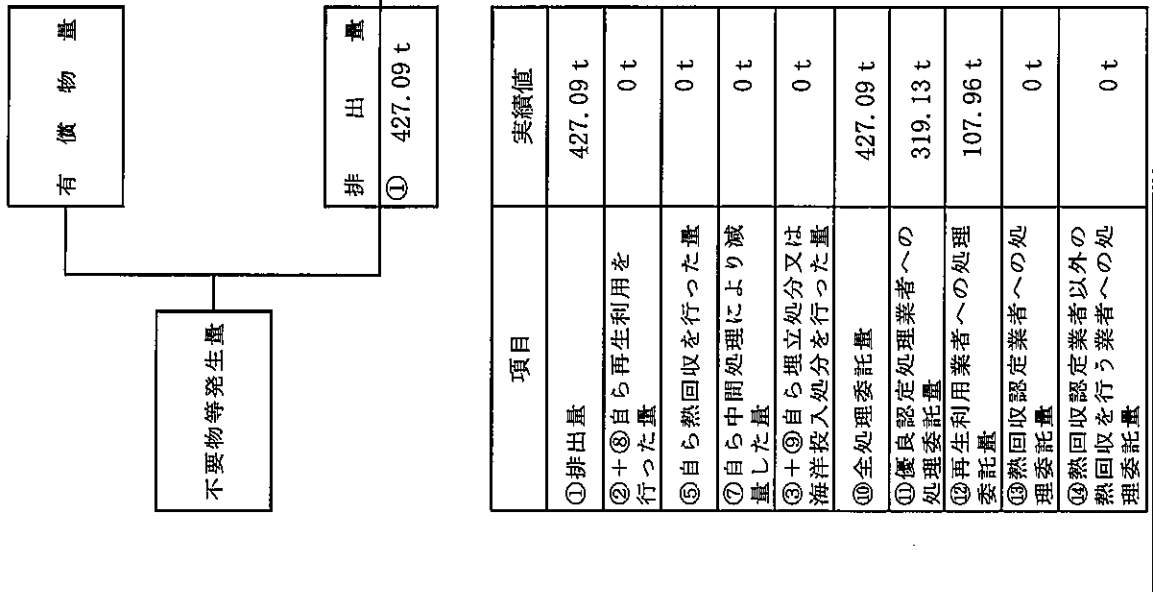 有償物量
不要物等発生量
排出量
① 427.09 t
項目 実績値
①排出量 427.09 t
②+⑧自ら再生利用を
行った量 0 t
⑤自ら熱回収を行った量 0 t
⑦自ら中間処理により減
量した量 0 t
③+⑨自ら埋立処分又は
海洋投入処分を行った量 0 t
⑩全処理委託量 427.09 t
⑪優良認定処理業者への
処理委託量 319.13 t
⑫再生利用業者への処理
委託量 107.96 t
⑬熱回収認定業者への処
理委託量 0 t
⑭熱回収認定業者以外の
熱回収を行う業者への処
理委託量 0 t